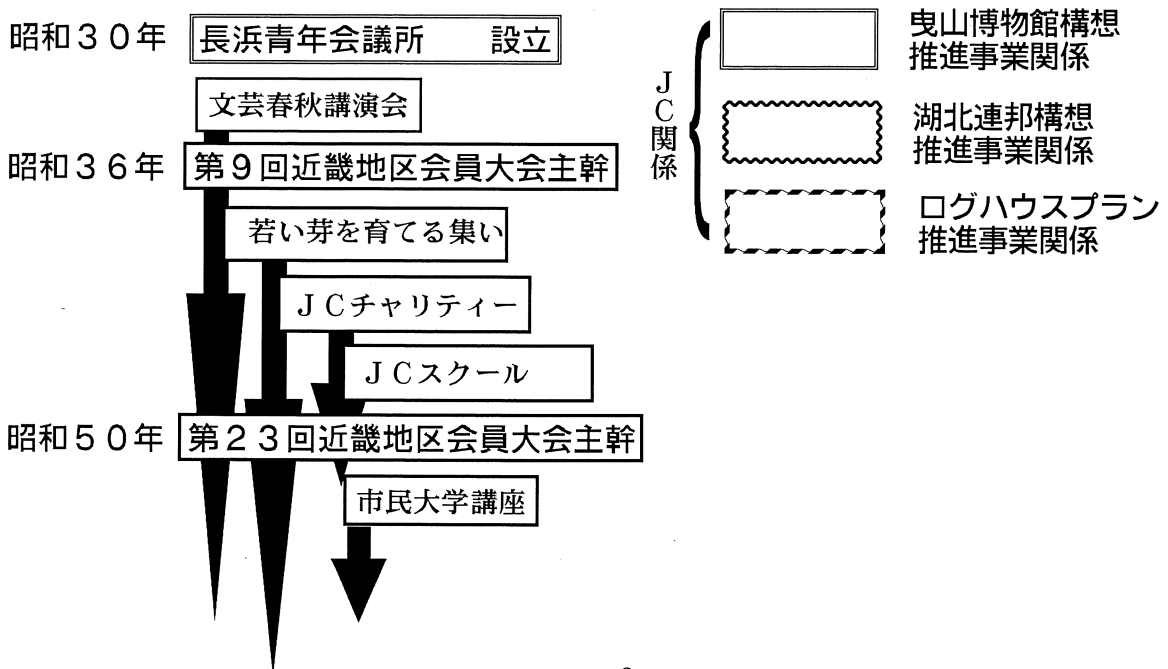 昭和30年 長浜青年会議所 設立
文芸春秋講演会
昭和36年 第9回近畿地区会員大会主幹
若い芽を育てる集い
JCチャリティー
JCスクール
昭和50年 第23回近畿地区会員大会主幹
市民大学講座
JC関係
曳山博物館構想
推進事業関係
湖北連邦構想
推進事業関係
ログハウスプラン
推進事業関係